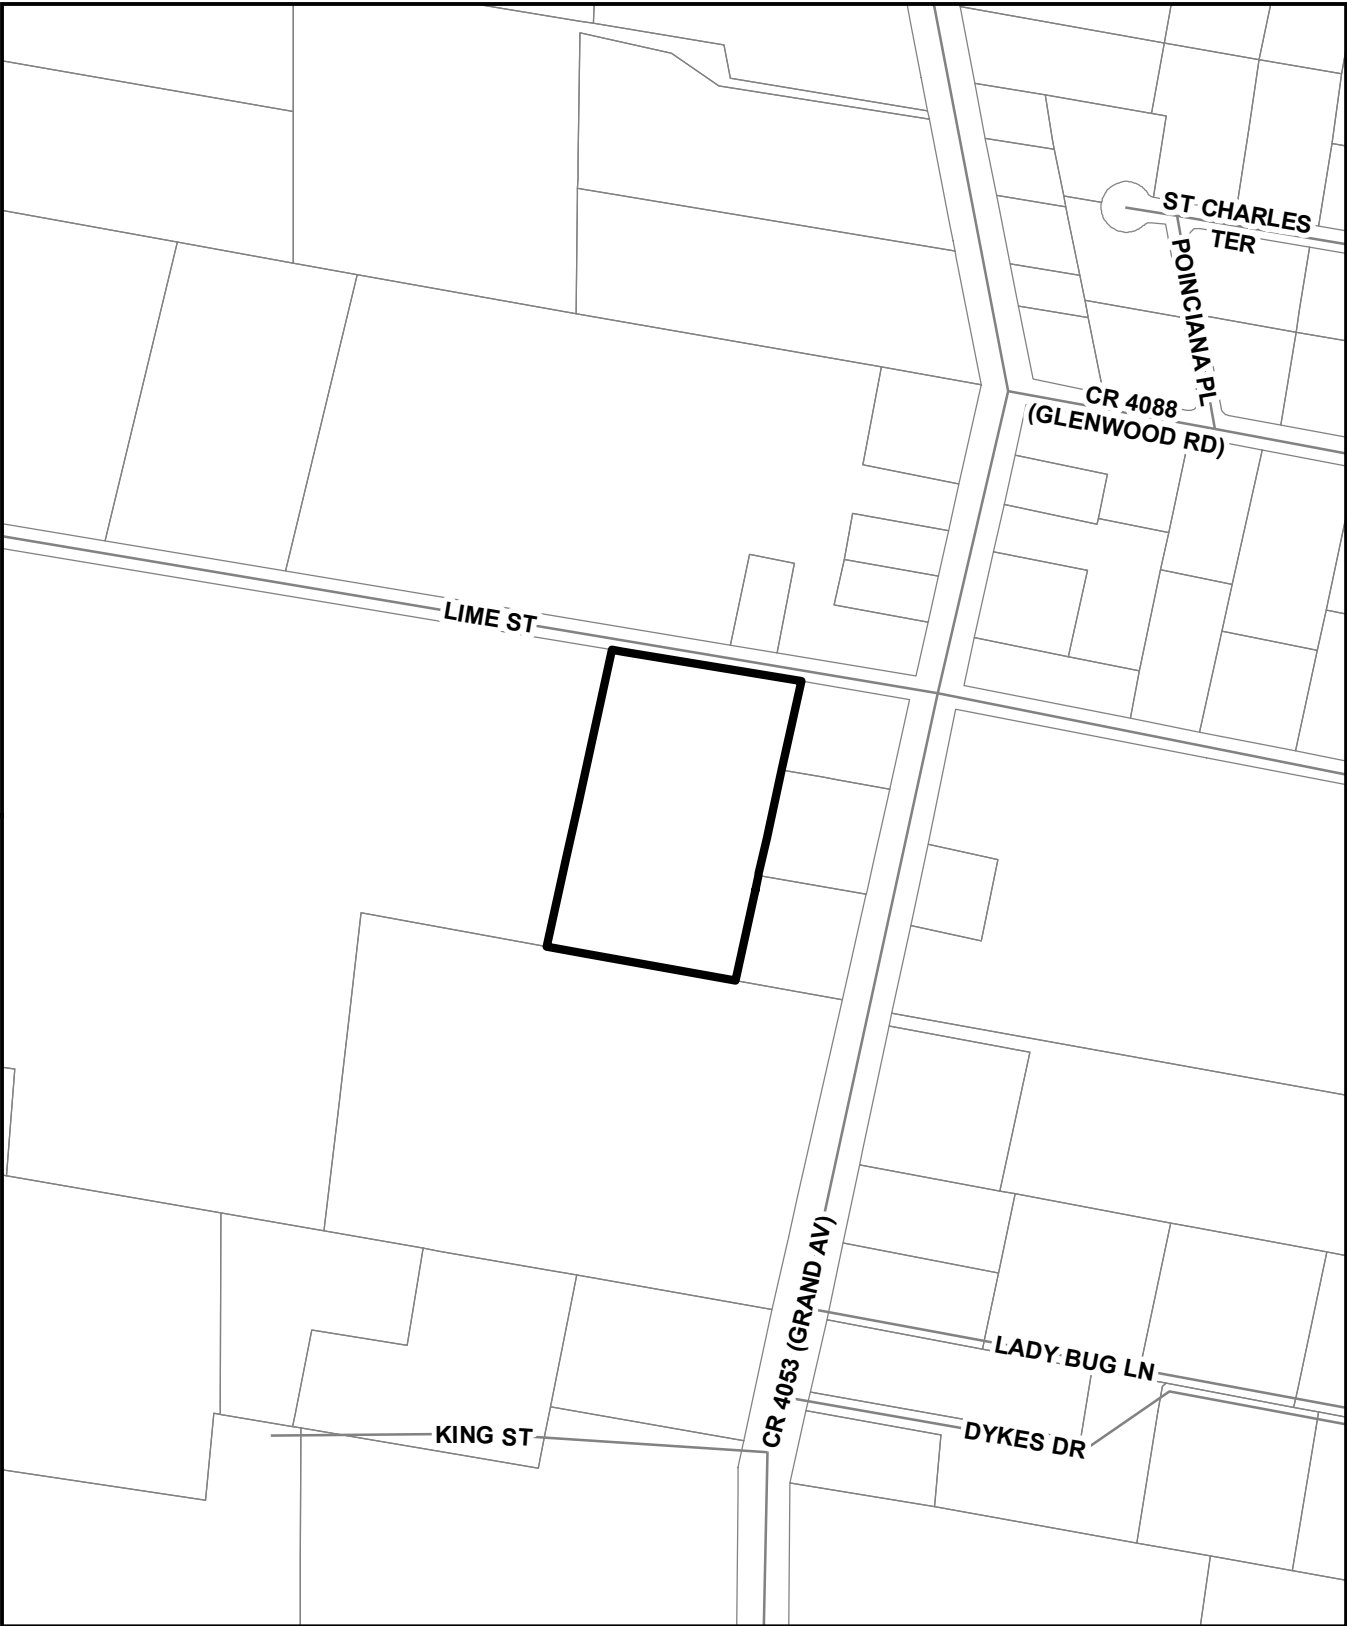 ST CHARLES
TER
POINCIANA PL
CR 4088
(GLENWOOD RD)
LIME ST
CR 4053 (GRAND AV)
LADY BUG LN
DYKES DR
KING ST